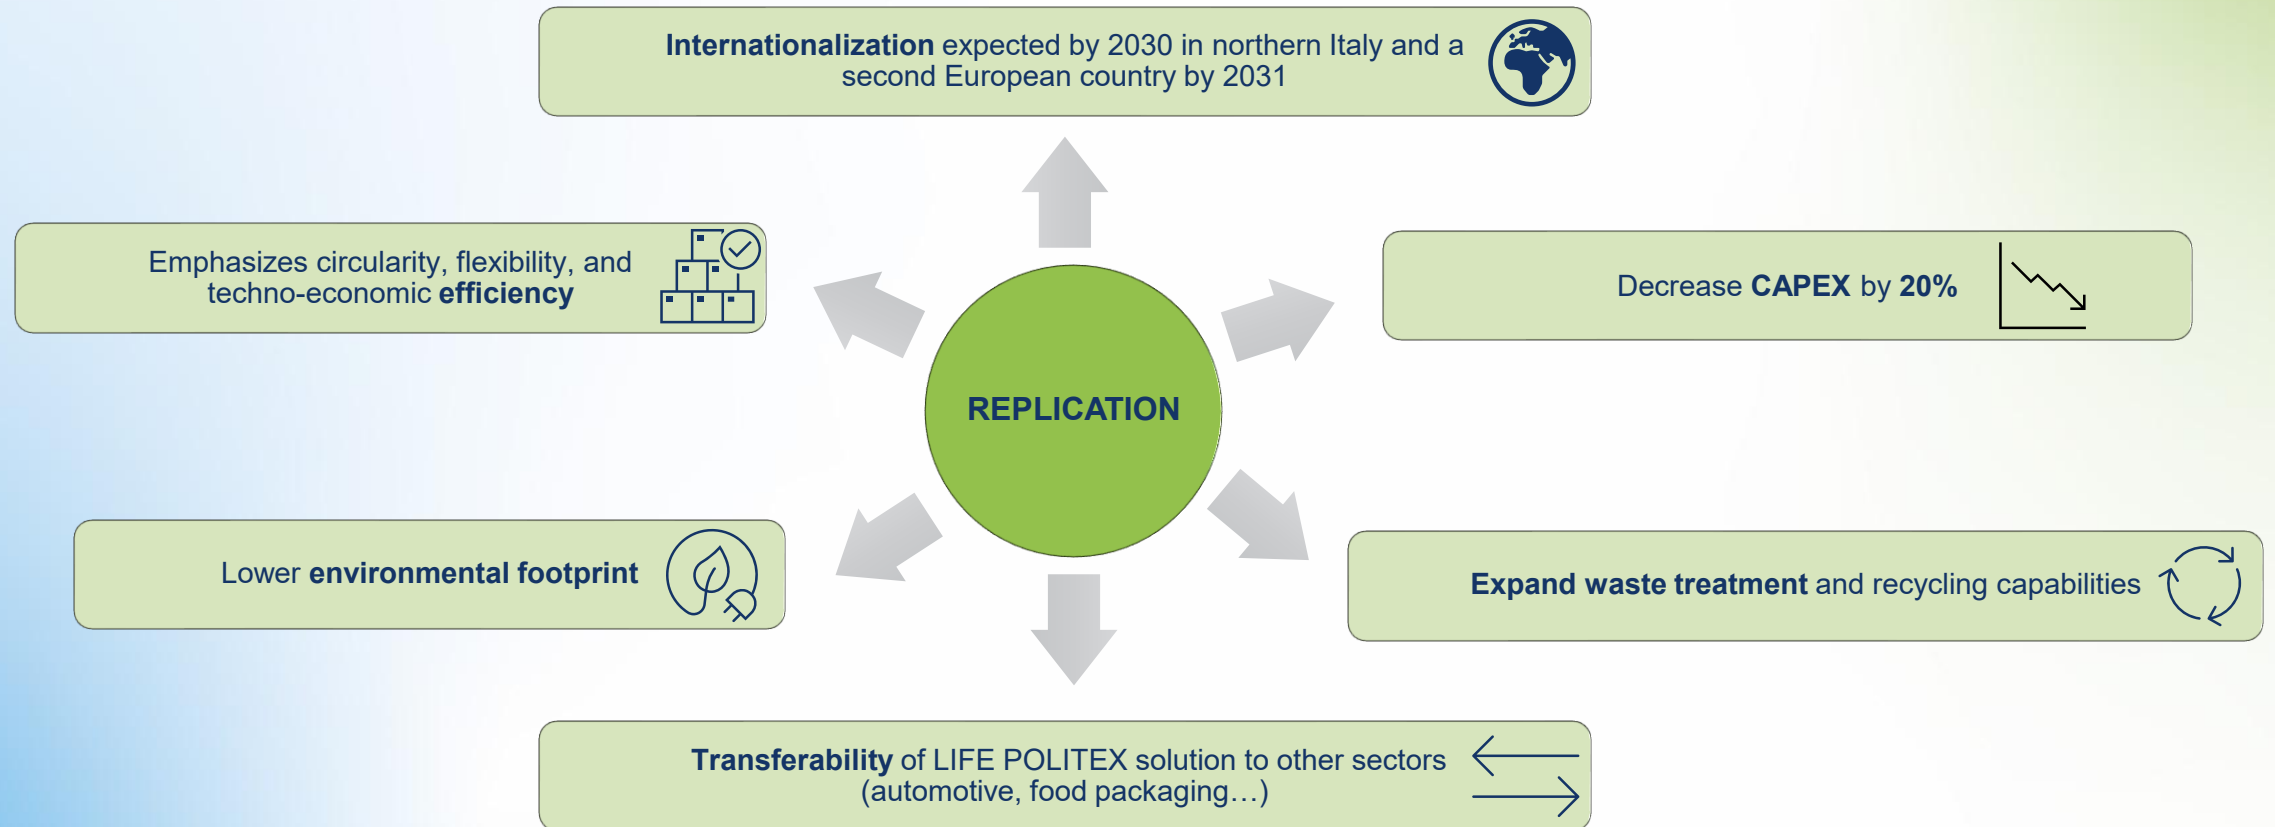 Internationalization expected by 2030 in northern Italy and a
second European country by 2031
Emphasizes circularity, flexibility, and
techno-economic efficiency
Decrease CAPEX by 20%
REPLICATION
Lower environmental footprint
Expand waste treatment and recycling capabilities
Transferability of LIFE POLITEX solution to other sectors
(automotive, food packaging…)